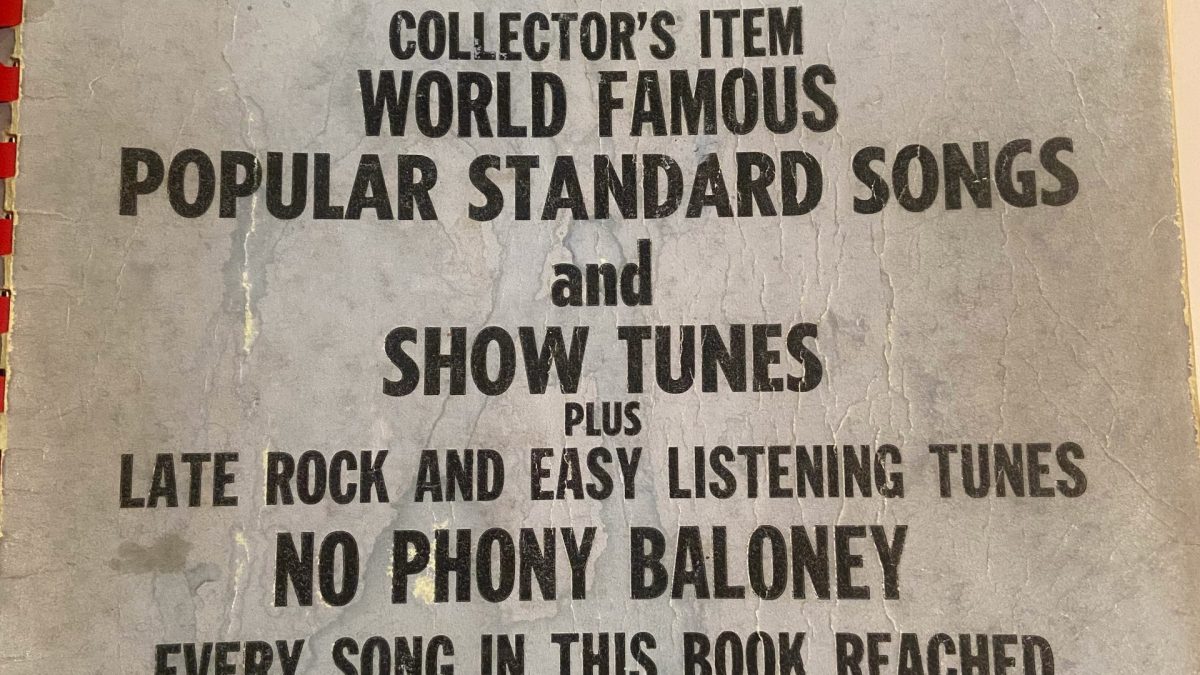 COLLECTOR'S ITEM
WORLD FAMOUS
POPULAR STANDARD SONGS
and
SHOW TUNES
PLUS
LATE ROCK AND EASY LISTENING TUNES
NO PHONY BALONEY
EVERY SONG IN THIS BOOK REACHED